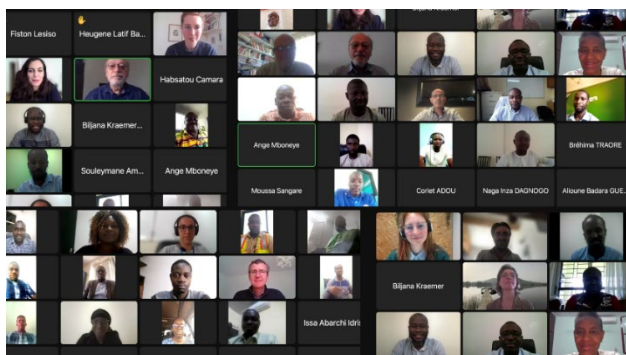 Fiston Lesiso
Heugene Latif Ba...
Habsatou Camara
Biljana Kraemer...
Souleymane Am...
Ange Mboneye
Ange Mboneye
Bréhima TRAORE
Moussa Sangare
Coriet ADOU
Naga Inza DAGNOGO
Alioune Badara GUE...
Issa Abarchi Idri
Biljana Kraemer